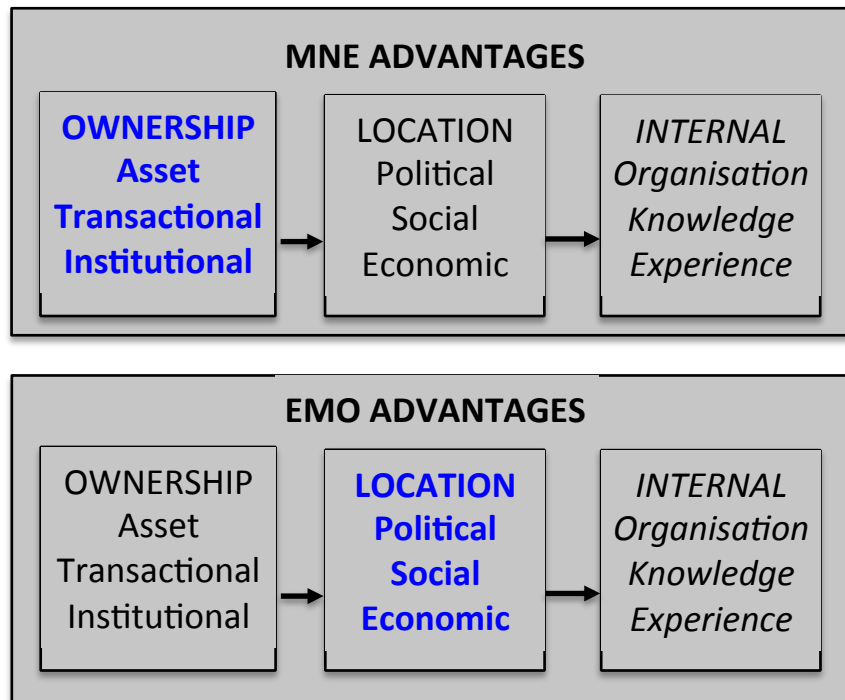 MNE ADVANTAGES
OWNERSHIP
Asset
Transactional
Institutional
LOCATION
Political
Social
Economic
INTERNAL
Organisation
Knowledge
Experience
EMO ADVANTAGES
OWNERSHIP
Asset
Transactional
Institutional
LOCATION
Political
Social
Economic
INTERNAL
Organisation
Knowledge
Experience